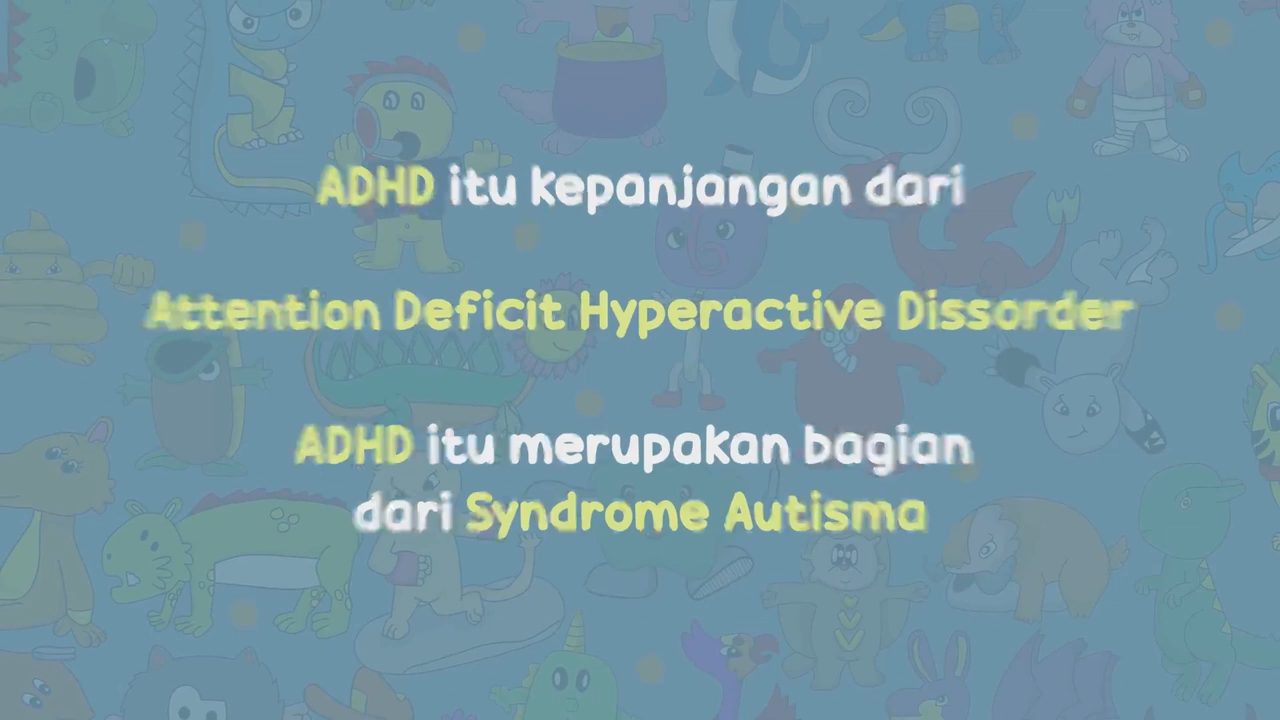 ADHD itu kepanjangan dari
Attention Deficit Hyperactive Dissorder
ADHD itu merupakan bagian
dari Syndrome Autisma